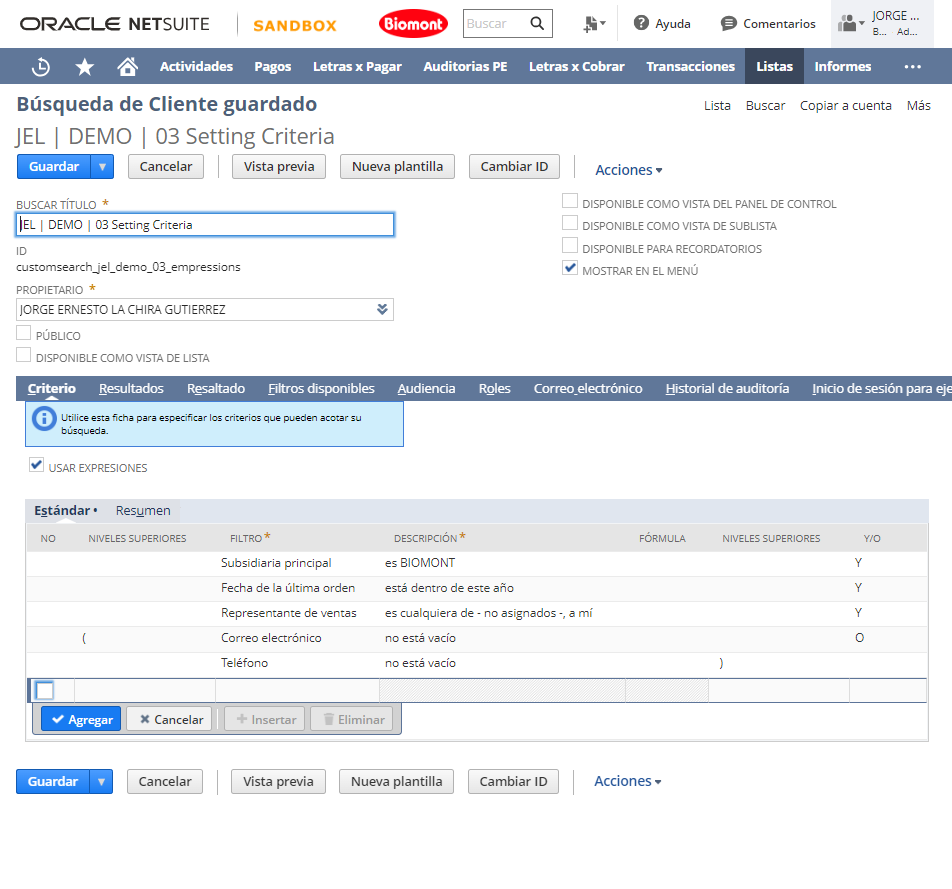 ORACLE NETSUITE SANDBOX Biomont Buscar Ayuda Comentarios JORGE ...
B... Ad...
Actividades Pagos Letras x Pagar Auditorias PE Letras x Cobrar Transacciones Listas Informes ...
Búsqueda de Cliente guardado Lista Buscar Copiar a cuenta Más
JEL | DEMO | 03 Setting Criteria
Guardar Cancelar Vista previa Nueva plantilla Cambiar ID Acciones
BUSCAR TÍTULO *
JEL | DEMO | 03 Setting Criteria
ID
customsearch_jel_demo_03_empressions
PROPIETARIO *
JORGE ERNESTO LA CHIRA GUTIERREZ
PÚBLICO
DISPONIBLE COMO VISTA DE LISTA
DISPONIBLE COMO VISTA DEL PANEL DE CONTROL
DISPONIBLE COMO VISTA DE SUBLISTA
DISPONIBLE PARA RECORDATORIOS
MOSTRAR EN EL MENÚ
Criterio Resultados Resaltado Filtros disponibles Audiencia Roles Correo electrónico Historial de auditoría Inicio de sesión para eje
Utilice esta ficha para especificar los criterios que pueden acotar su
búsqueda.
USAR EXPRESIONES
Estándar • Resumen
NO NIVELES SUPERIORES FILTRO * DESCRIPCIÓN * FÓRMULA NIVELES SUPERIORES Y/O
Subsidiaria principal es BIOMONT Y
Fecha de la última orden está dentro de este año Y
Representante de ventas es cualquiera de - no asignados -, a mí Y
( Correo electrónico no está vacío O
Teléfono no está vacío )
Agregar Cancelar Insertar Eliminar
Guardar Cancelar Vista previa Nueva plantilla Cambiar ID Acciones